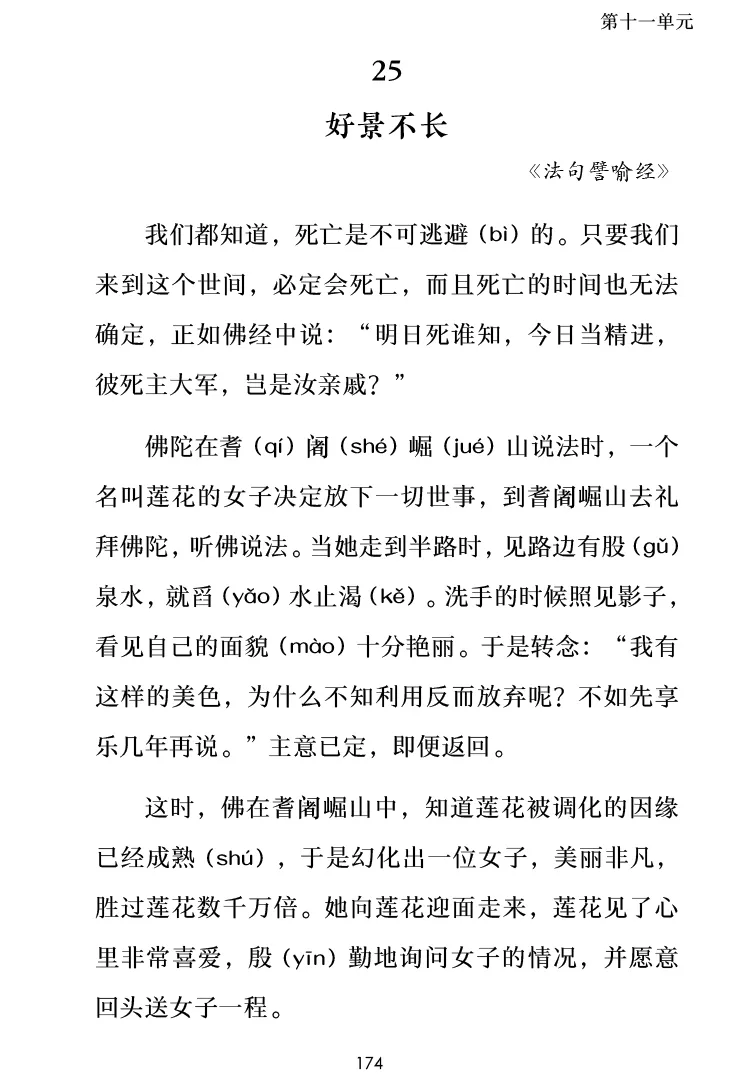 第十一单元
25
好景不长
《法句譬喻经》
我们都知道，死亡是不可逃避（bì）的。只要我们
来到这个世间，必定会死亡，而且死亡的时间也无法
确定，正如佛经中说：“明日死谁知，今日当精进，
彼死主大军，岂是汝亲戚？”
佛陀在耆（qí）阇（shé）崛（jué）山说法时，一个
名叫莲花的女子决定放下一切世事，到耆阇崛山去礼
拜佛陀，听佛说法。当她走到半路时，见路边有股（gǔ）
泉水，就舀（yǎo）水止渴（kě）。洗手的时候照见影子，
看见自己的面貌（mào）十分艳丽。于是转念：“我有
这样的美色，为什么不知利用反而放弃呢？不如先享
乐几年再说。”主意已定，即便返回。
这时，佛在耆阇崛山中，知道莲花被调化的因缘
已经成熟（shú），于是幻化出一位女子，美丽非凡，
胜过莲花数千万倍。她向莲花迎面走来，莲花见了心
里非常喜爱，殷（yīn）勤地询问女子的情况，并愿意
回头送女子一程。
174